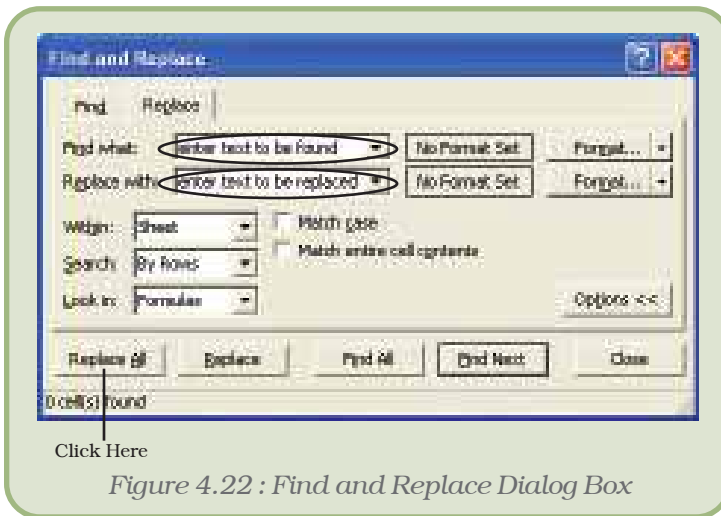 Find and Replace
Find Replace
Find what: enter text to be found No Format Set Format...
Replace with: enter text to be replaced No Format Set Format...
Within: Sheet Match case
Search: By Rows Match entire cell contents
Look in: Formulas Options <<
Replace All Replace Find All Find Next Close
0 cell(s) found
Click Here
Figure 4.22 : Find and Replace Dialog Box